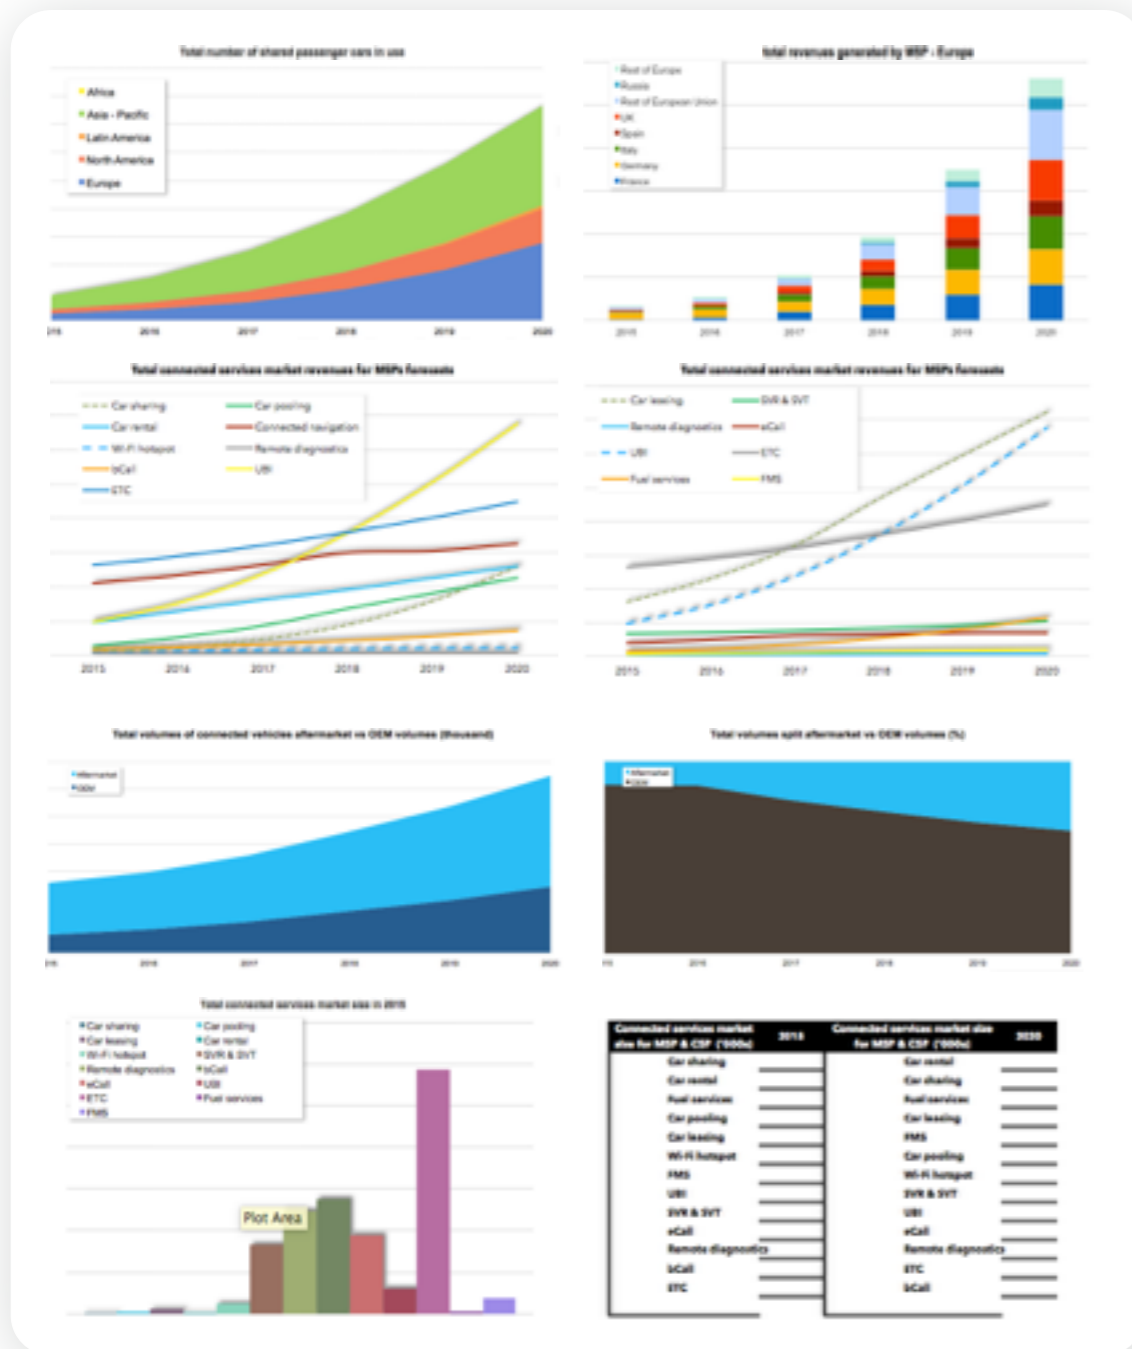 Total number of shared passenger cars in use
Africa
Asia - Pacific
Latin America
North America
Europe
2016
2017
2018
2019
2020
total revenues generated by MSP - Europe
Rest of Europe
Russia
Rest of European Union
UK
Spain
Italy
Germany
France
2015
2016
2017
2018
2019
2020
Total connected services market revenues for MSPs forecasts
Car sharing
Car pooling
Car rental
Connected navigation
Wi-Fi hotspot
Remote diagnostics
bCall
UBI
ETC
2015
2016
2017
2018
2019
2020
Total connected services market revenues for MSPs forecasts
Car leasing
SVR & SVT
Remote diagnostics
eCall
UBI
ETC
Fuel services
FMS
2015
2016
2017
2018
2019
2020
Total volumes of connected vehicles aftermarket vs OEM volumes (thousand)
Aftermarket
OEM
2016
2017
2018
2019
2020
Total volumes split aftermarket vs OEM volumes (%)
Aftermarket
OEM
2016
2017
2018
2019
2020
Total connected services market size in 2015
Car sharing
Car pooling
Car leasing
Car rental
Wi-Fi hotspot
SVR & SVT
Remote diagnostics
bCall
eCall
UBI
ETC
Fuel services
FMS
Plot Area
Connected services market
size for MSP & CSP ('000s)
2015
Car sharing
Car rental
Fuel services
Car pooling
Car leasing
Wi-Fi hotspot
FMS
UBI
SVR & SVT
eCall
Remote diagnostics
bCall
ETC
Connected services market size
for MSP & CSP ('000s)
2020
Car rental
Car sharing
Fuel services
Car leasing
FMS
Car pooling
Wi-Fi hotspot
SVR & SVT
UBI
eCall
Remote diagnostics
ETC
bCall